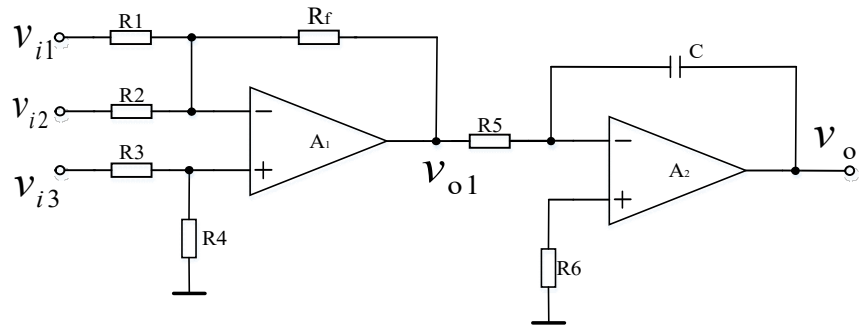 R1
Rf
vi1
C
R2
vi2
−
A1
R5
−
vo
R3
+
vi3
vo1
A2
+
R4
R6